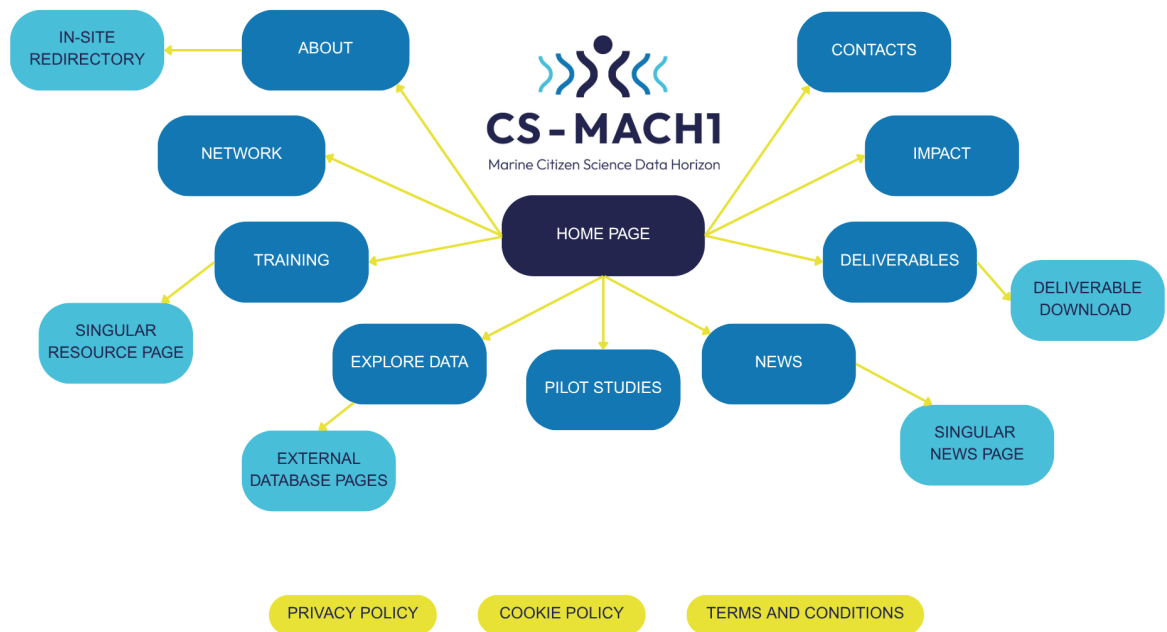 IN-SITE
REDIRECTORY
ABOUT
CONTACTS
CS-MACH1
Marine Citizen Science Data Horizon
NETWORK
IMPACT
HOME PAGE
TRAINING
DELIVERABLES
DELIVERABLE
DOWNLOAD
SINGULAR
RESOURCE PAGE
EXPLORE DATA
PILOT STUDIES
NEWS
EXTERNAL
DATABASE PAGES
SINGULAR
NEWS PAGE
PRIVACY POLICY
COOKIE POLICY
TERMS AND CONDITIONS